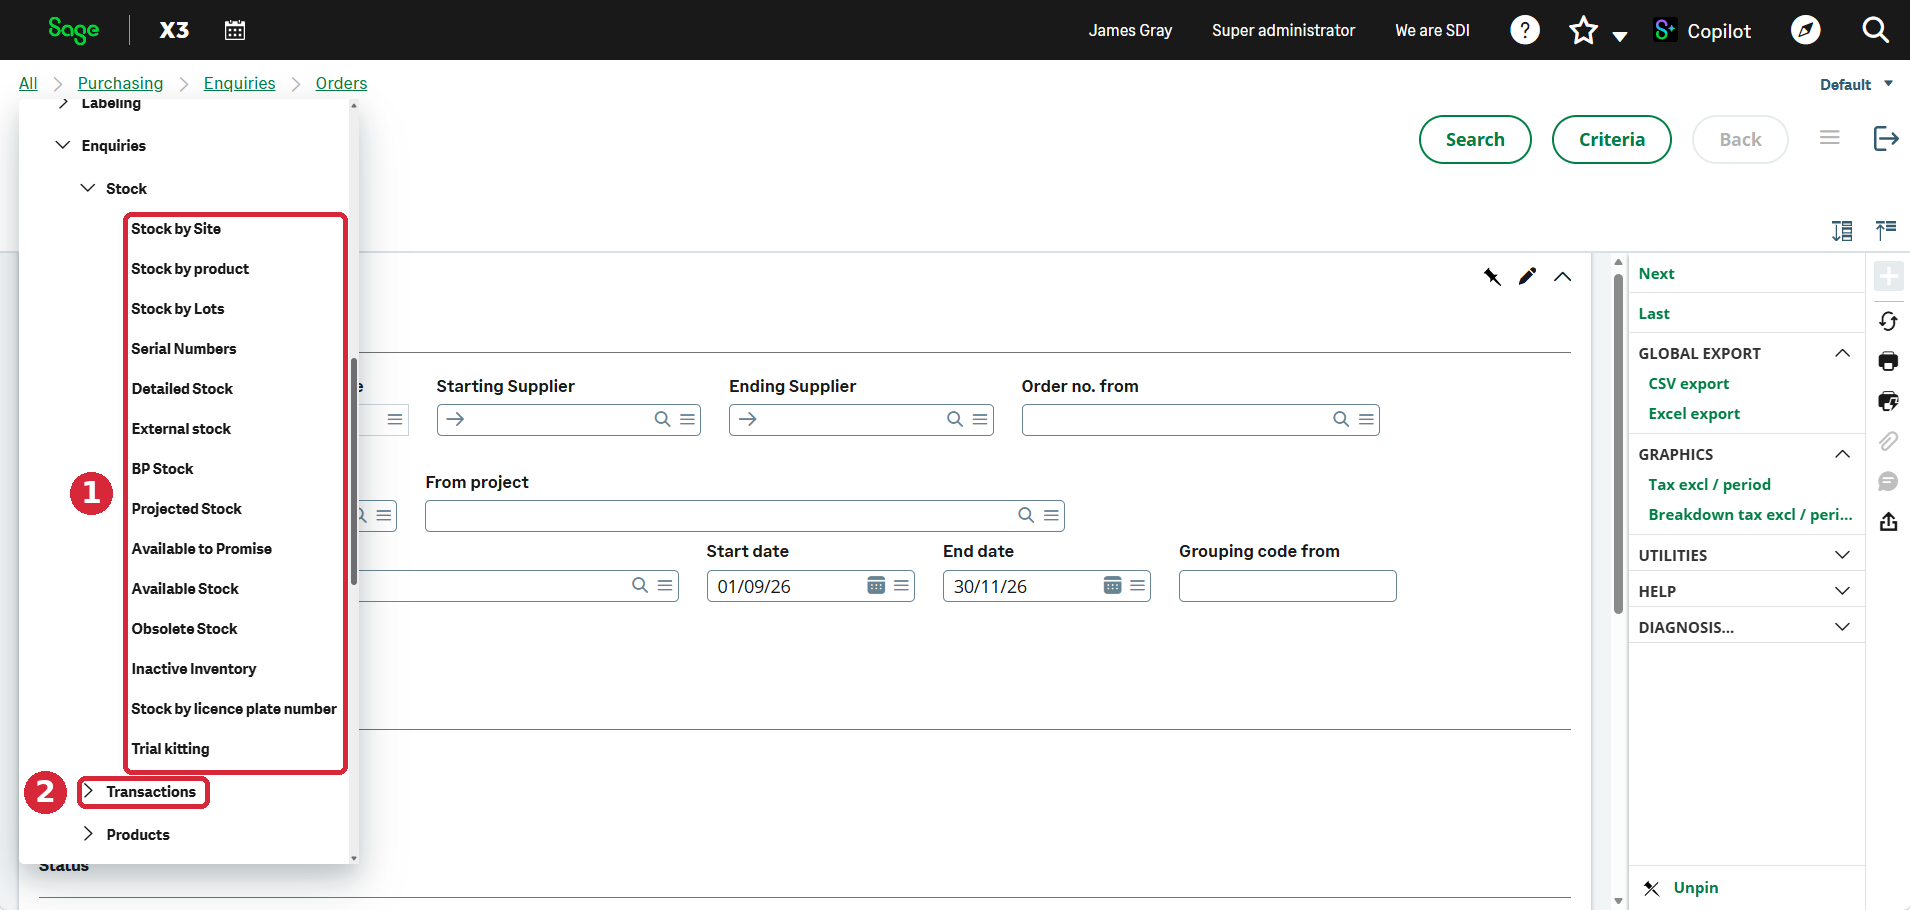 Sage X3 James Gray Super administrator We are SDI ? Copilot
All Purchasing Enquiries Orders Default
Labeling
Enquiries
Stock
Stock by Site
Stock by product
Stock by Lots
Serial Numbers
Detailed Stock
External stock
BP Stock
Projected Stock
Available to Promise
Available Stock
Obsolete Stock
Inactive Inventory
Stock by licence plate number
Trial kitting
Transactions
Products
1
2
Search Criteria Back
Starting Supplier Ending Supplier Order no. from
From project
Start date End date Grouping code from
01/09/26 30/11/26
Status
Next
Last
GLOBAL EXPORT
CSV export
Excel export
GRAPHICS
Tax excl / period
Breakdown tax excl / peri...
UTILITIES
HELP
DIAGNOSIS...
Unpin